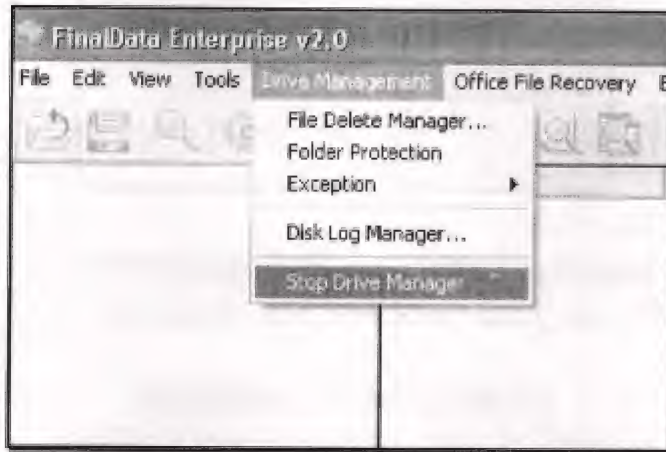 FinalData Enterprise v2.0
File Edit View Tools Drive Management Office File Recovery E
File Delete Manager...
Folder Protection
Exception
Disk Log Manager...
Stop Drive Manager